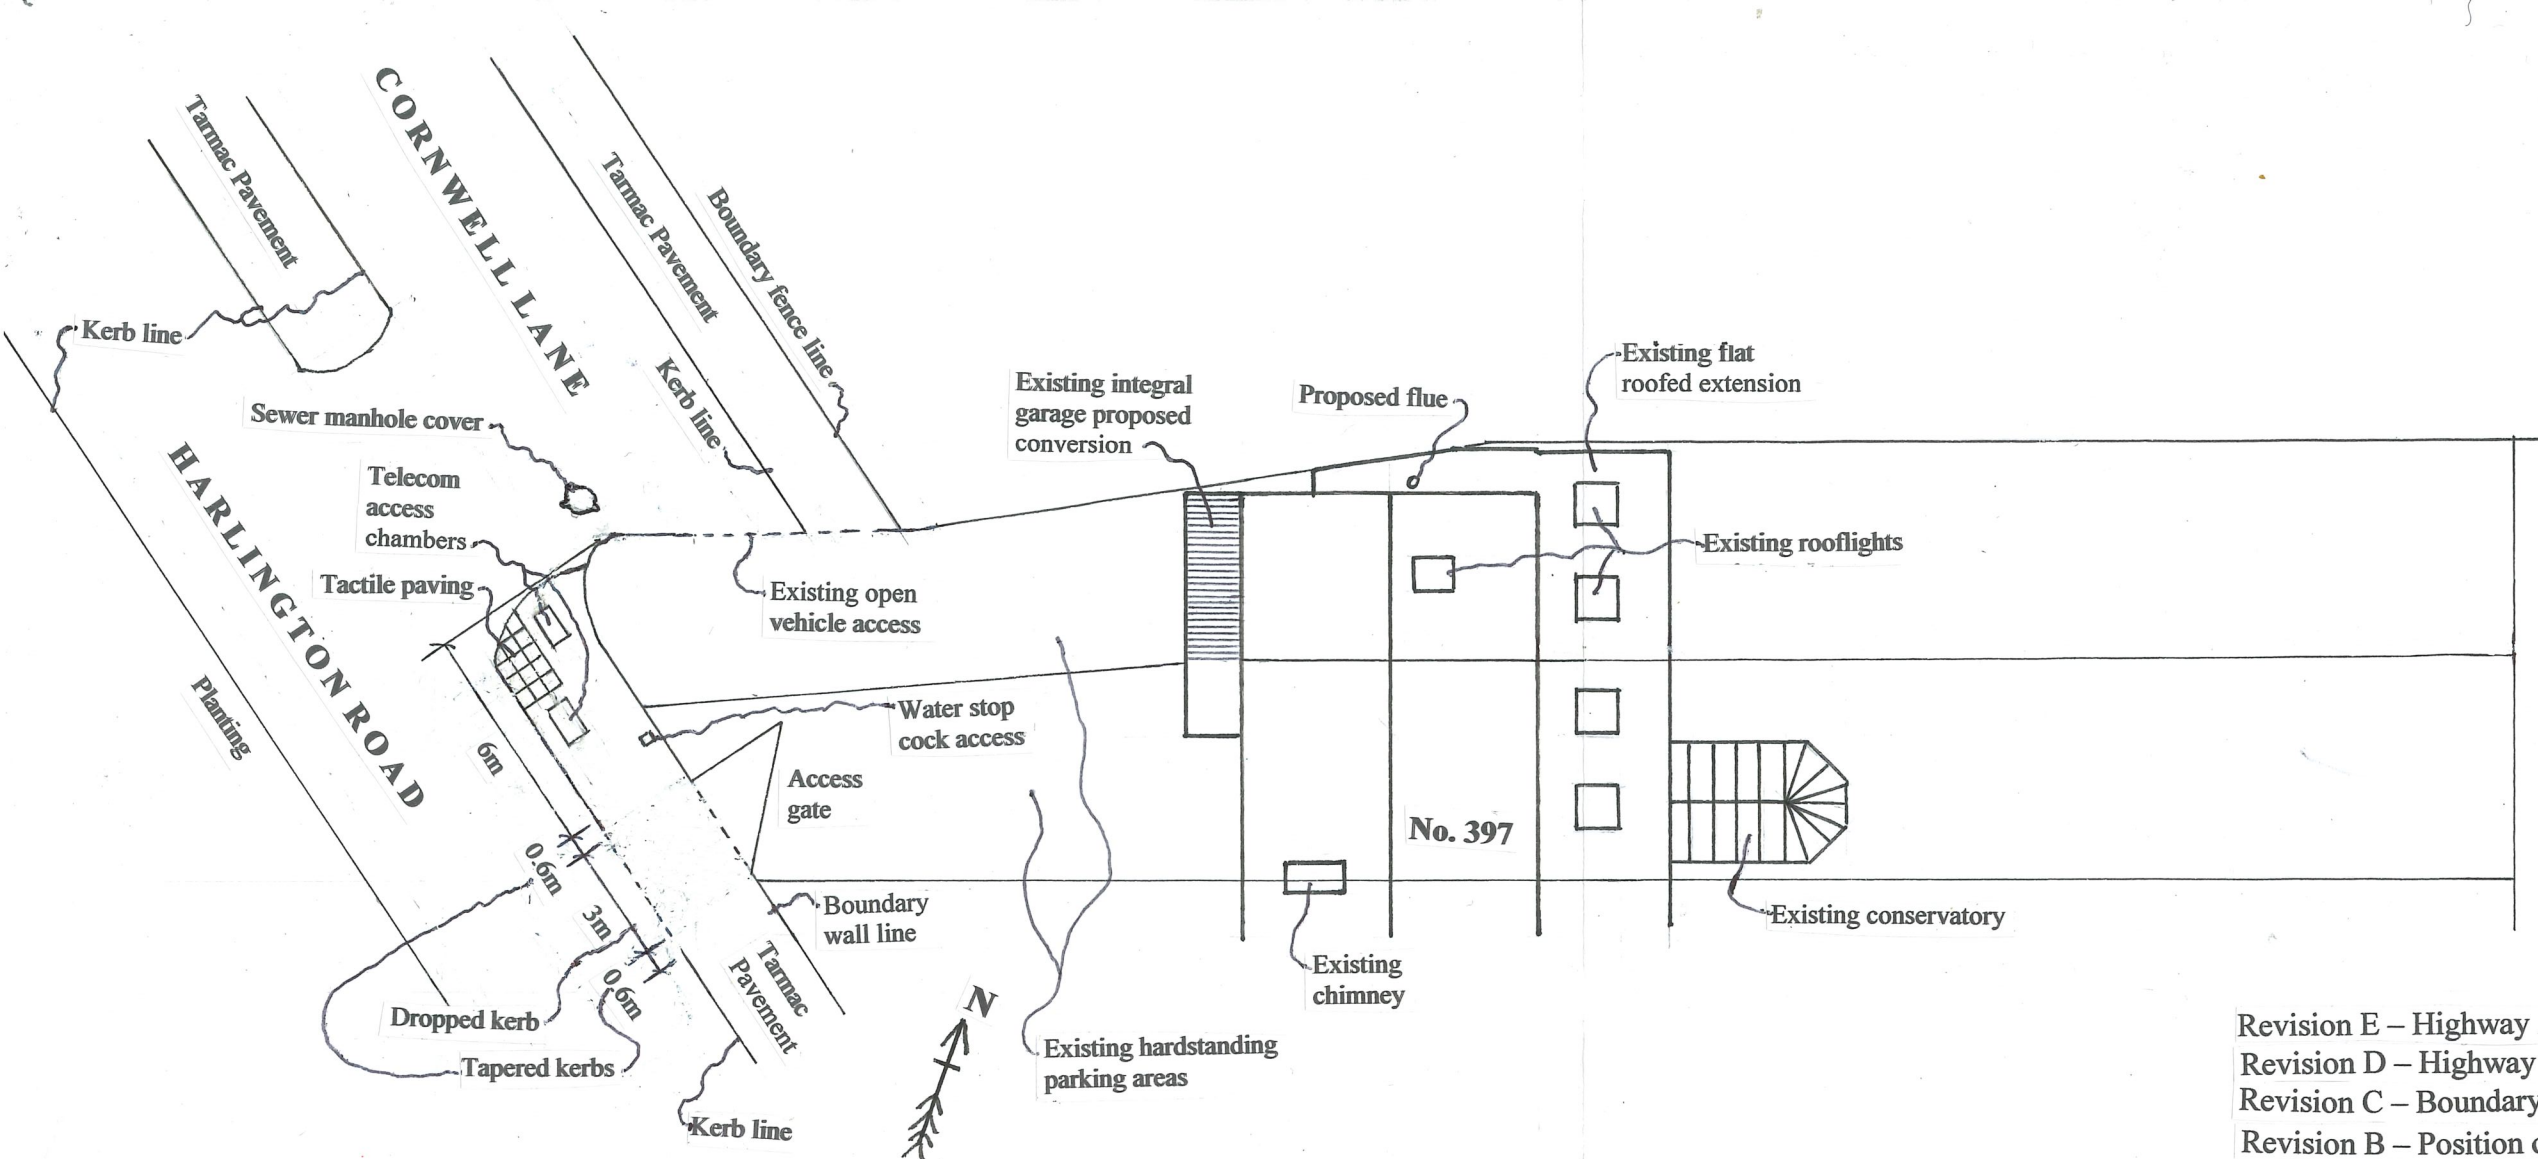 CORNWELL LANE
Tarmac Pavement
Tarmac Pavement
Boundary fence line
Kerb line
Kerb line
Sewer manhole cover
Telecom
access
chambers
Tactile paving
HARLINGTON ROAD
Planting
Existing open
vehicle access
Existing integral
garage proposed
conversion
Proposed flue
Existing flat
roofed extension
Existing rooflights
Water stop
cock access
Access
gate
6m
0.6m
3m
0.6m
No. 397
Boundary
wall line
Tarmac
Pavement
Dropped kerb
Tapered kerbs
Kerb line
N
Existing hardstanding
parking areas
Existing
chimney
Existing conservatory
Revision E – Highway
Revision D – Highway
Revision C – Boundary
Revision B – Position